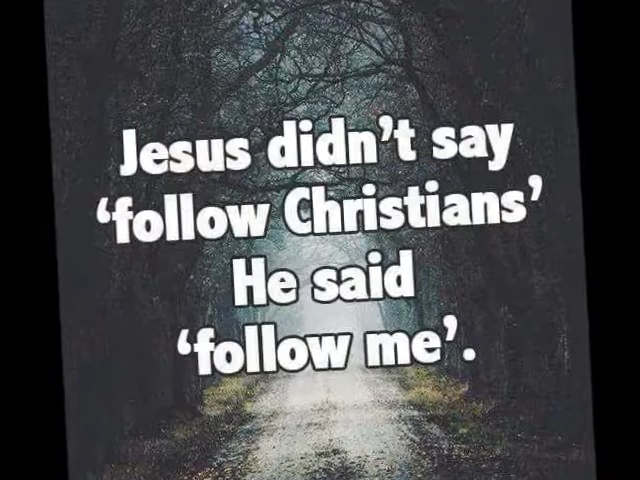 Jesus didn't say
‘follow Christians’
He said
‘follow me’.